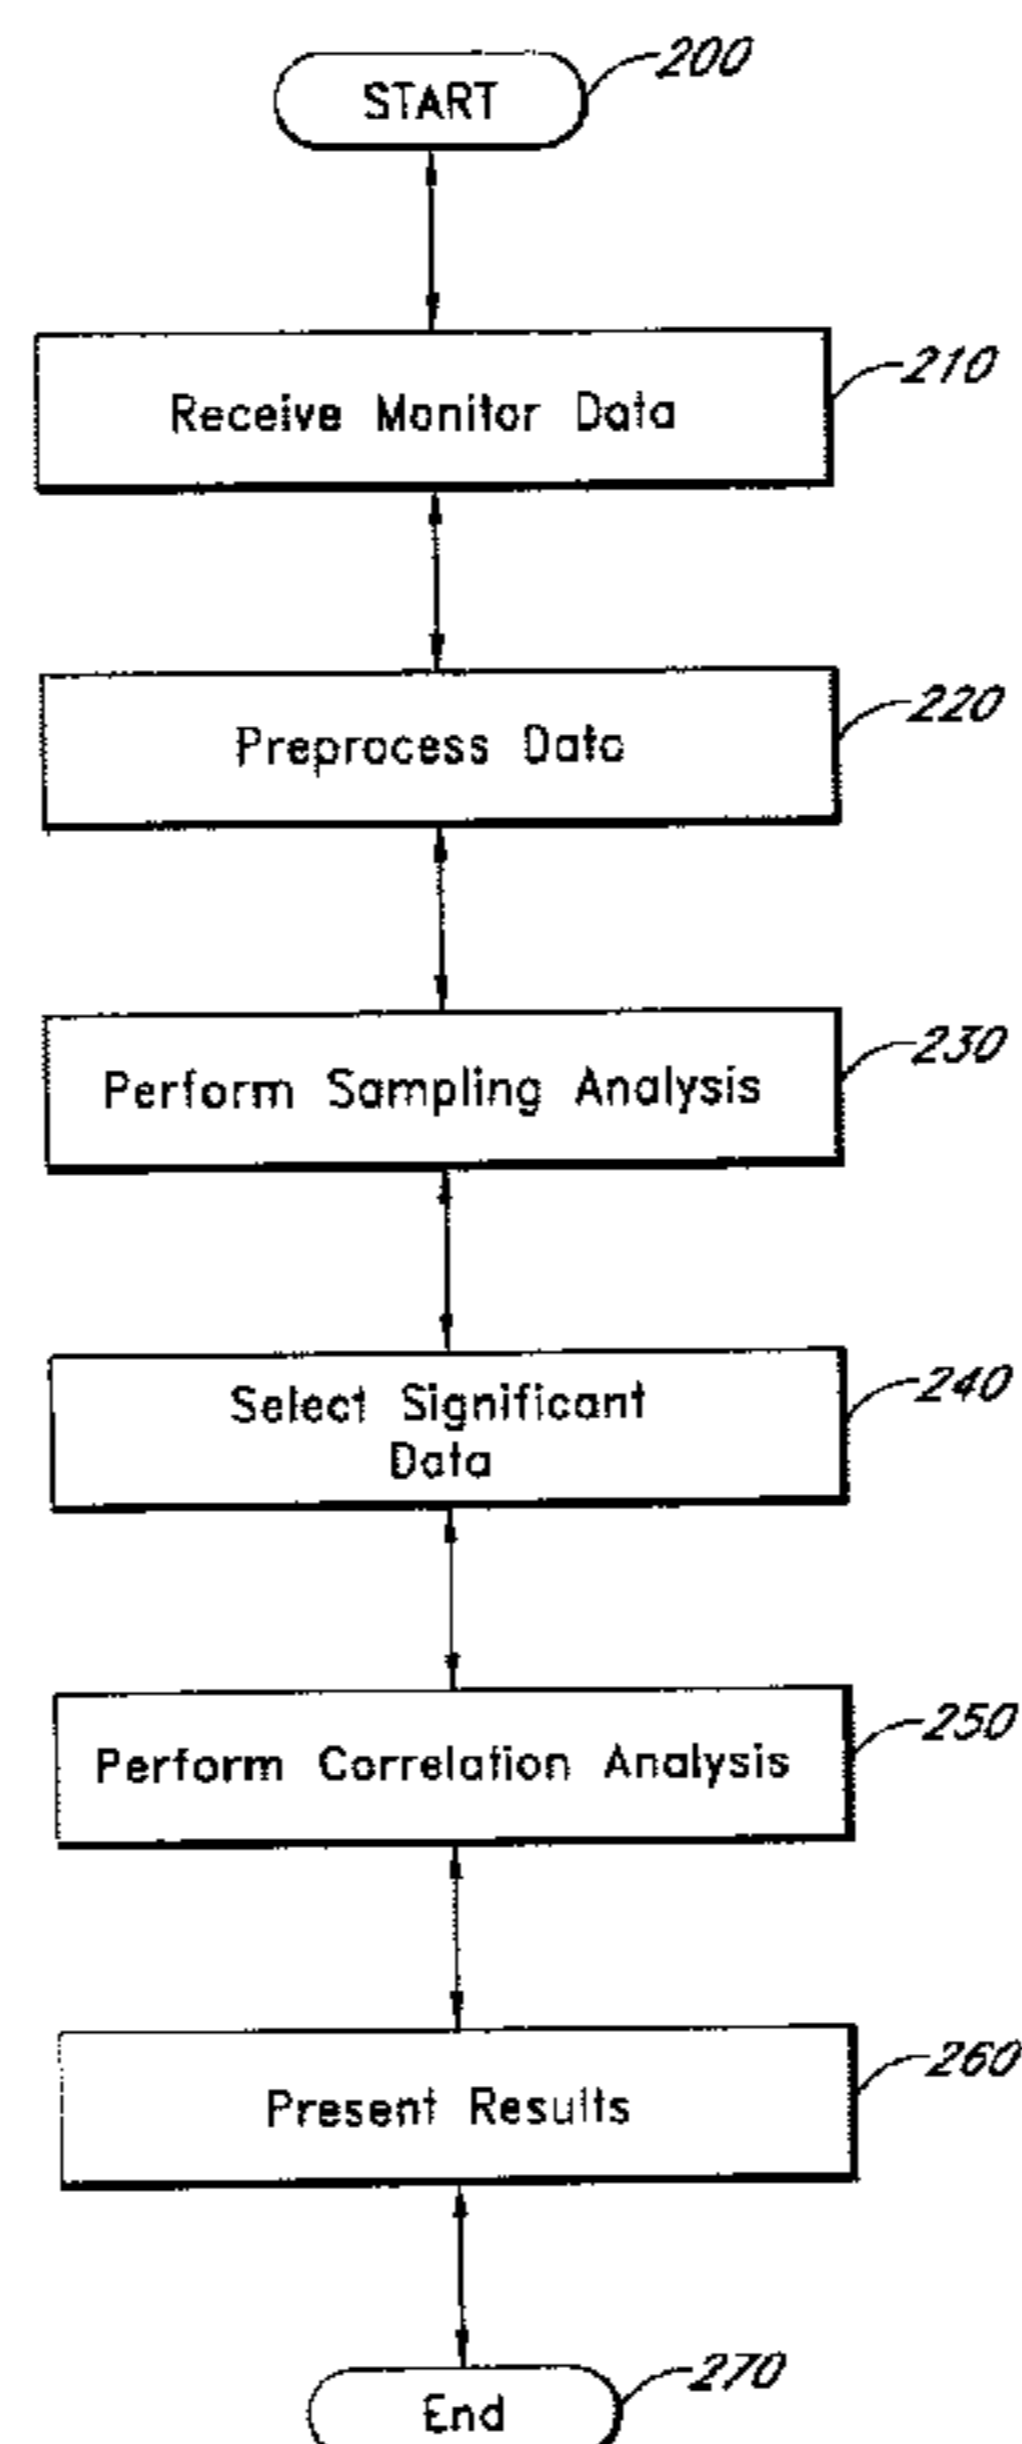 START
200
Receive Monitor Data
210
Preprocess Data
220
Perform Sampling Analysis
230
Select Significant
Data
240
Perform Correlation Analysis
250
Present Results
260
End
270